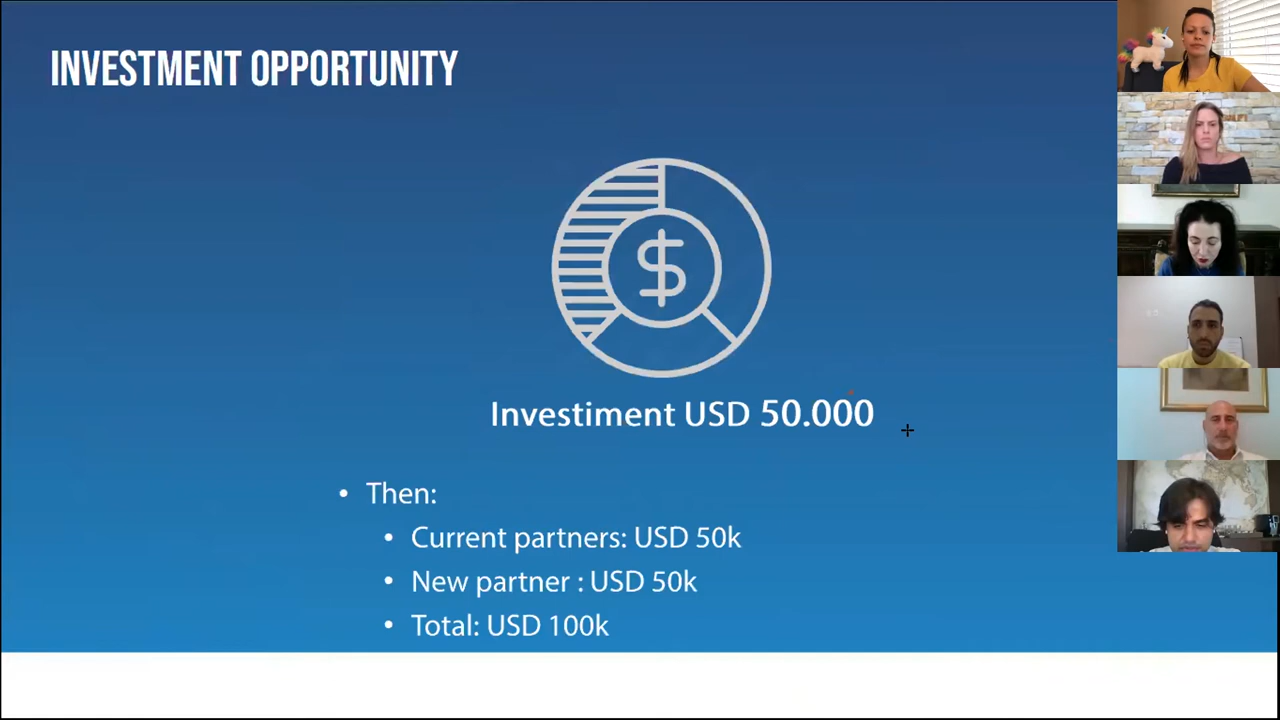 INVESTMENT OPPORTUNITY
$
Investiment USD 50.000
• Then:
• Current partners: USD 50k
• New partner : USD 50k
• Total: USD 100k